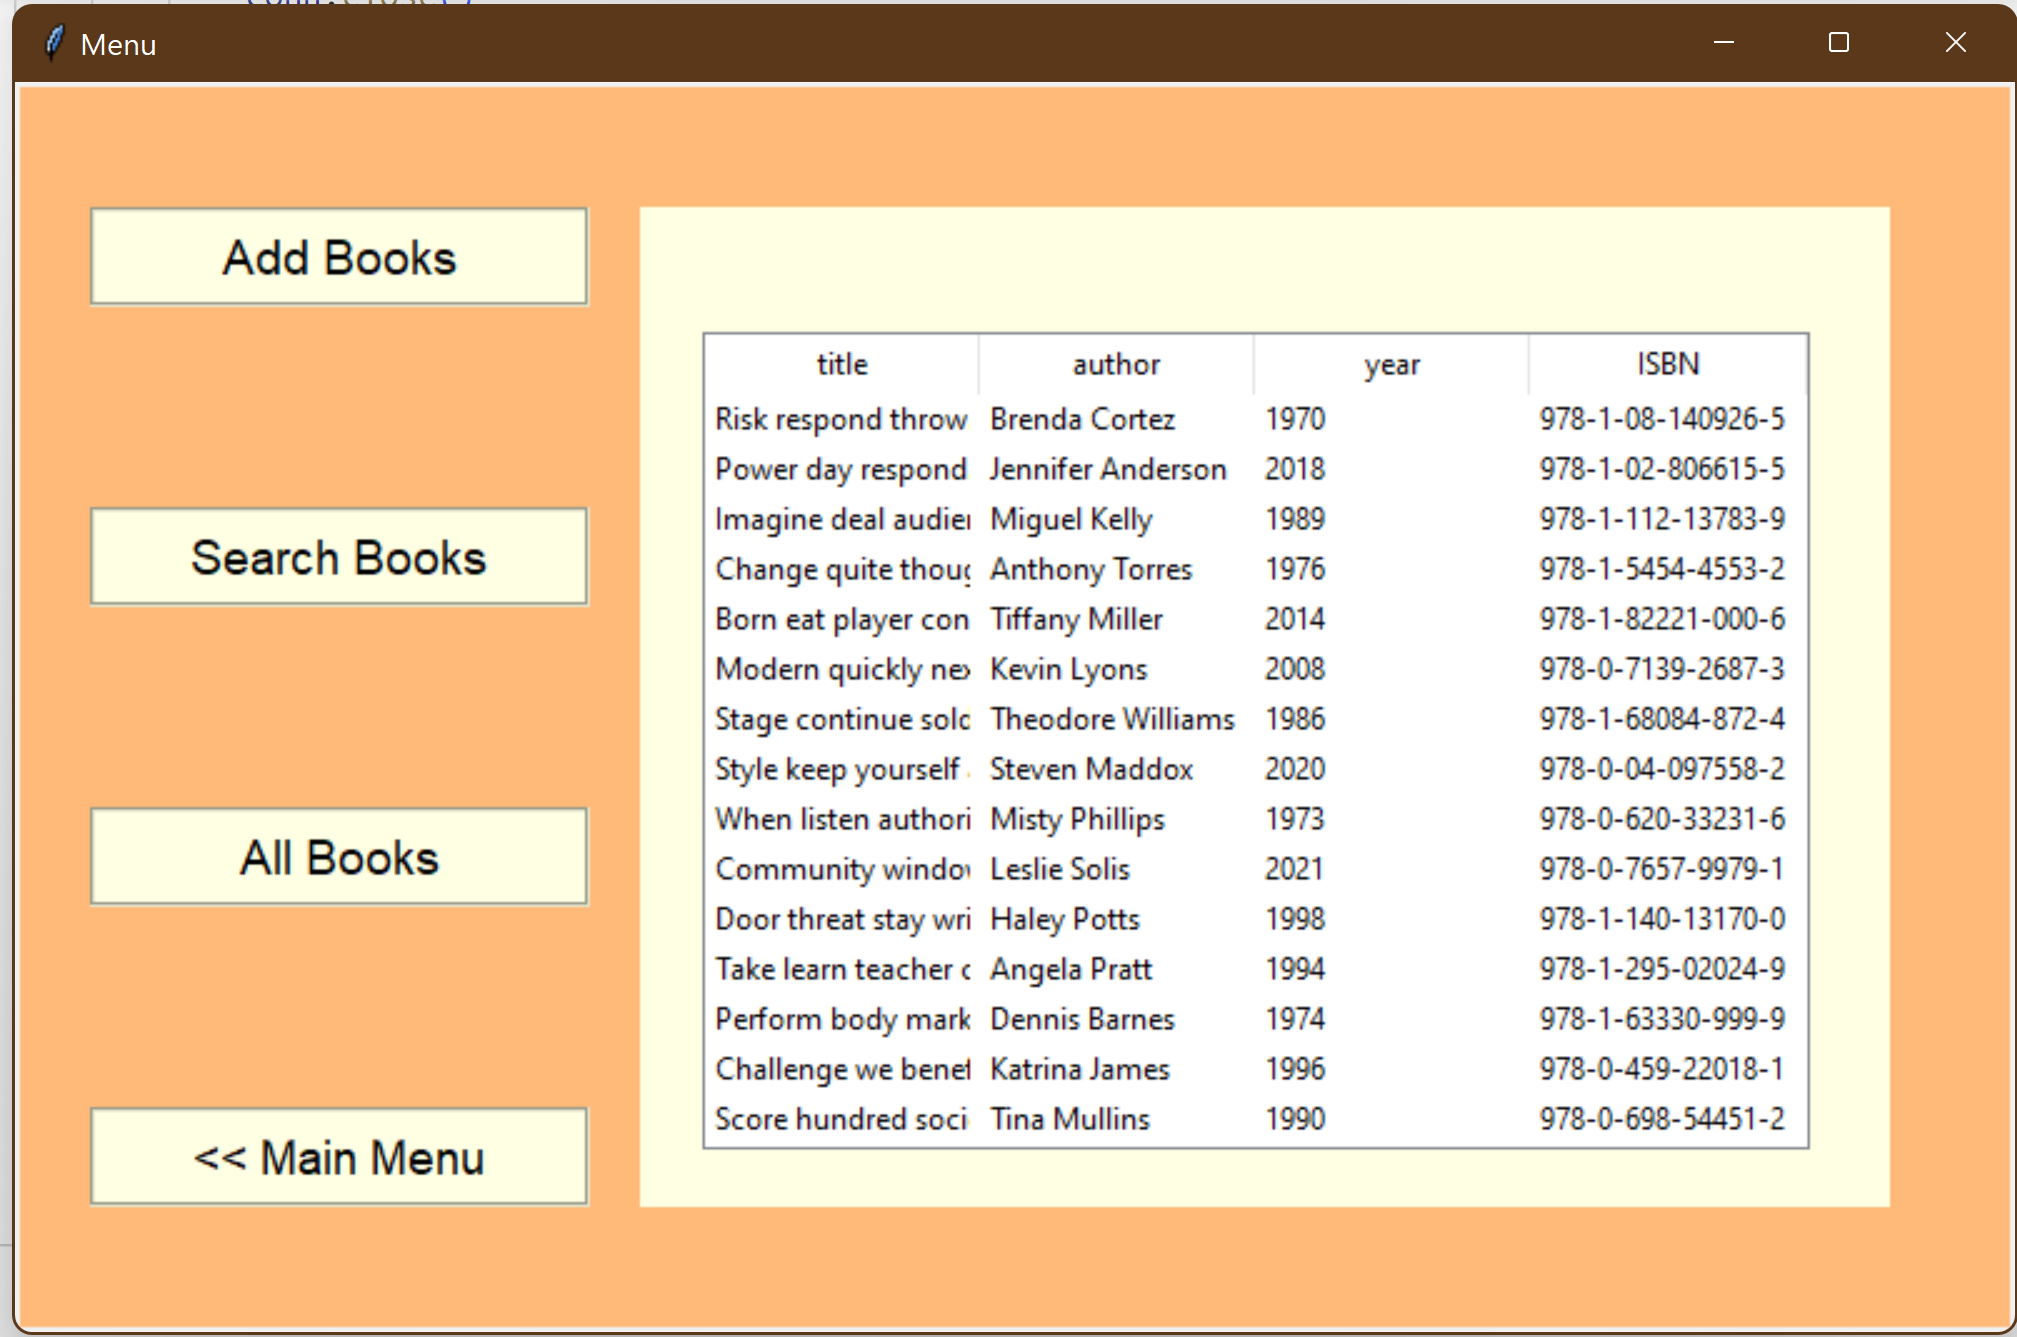 Menu
Add Books
Search Books
All Books
<< Main Menu
title author year ISBN
Risk respond throw Brenda Cortez 1970 978-1-08-140926-5
Power day respond Jennifer Anderson 2018 978-1-02-806615-5
Imagine deal Miguel Kelly 1989 978-1-112-13783-9
Change quite Anthony Torres 1976 978-1-5454-4553-2
Born eat player con Tiffany Miller 2014 978-1-82221-000-6
Modern quickly Kevin Lyons 2008 978-0-7139-2687-3
Stage continue Theodore Williams 1986 978-1-68084-872-4
Style keep yourself Steven Maddox 2020 978-0-04-097558-2
When listen authori Misty Phillips 1973 978-0-620-33231-6
Community Leslie Solis 2021 978-0-7657-9979-1
Door threat stay wri Haley Potts 1998 978-1-140-13170-0
Take learn teacher Angela Pratt 1994 978-1-295-02024-9
Perform body mark Dennis Barnes 1974 978-1-63330-999-9
Challenge we Katrina James 1996 978-0-459-22018-1
Score hundred soci Tina Mullins 1990 978-0-698-54451-2